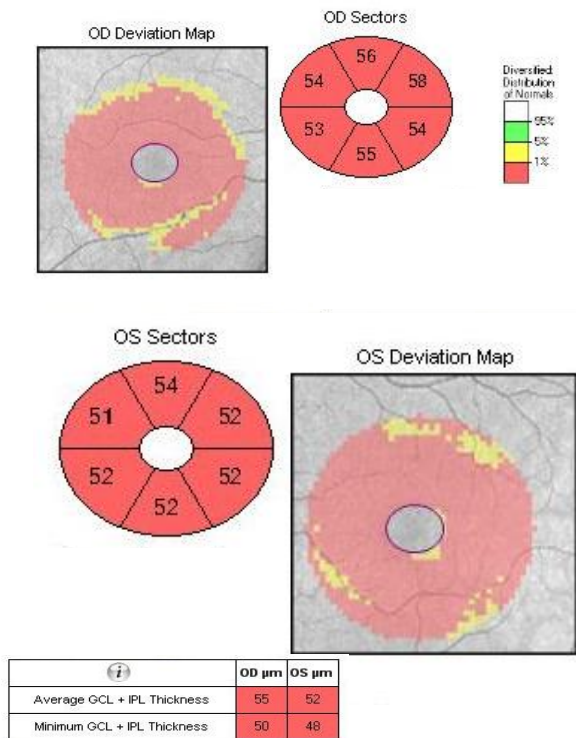 OD Deviation Map
OD Sectors
56
54
58
53
54
55
Diversified:
Distribution
of Normals
95%
5%
1%
OS Sectors
54
51
52
52
52
52
OS Deviation Map
i OD µm OS µm
Average GCL + IPL Thickness 55 52
Minimum GCL + IPL Thickness 50 48